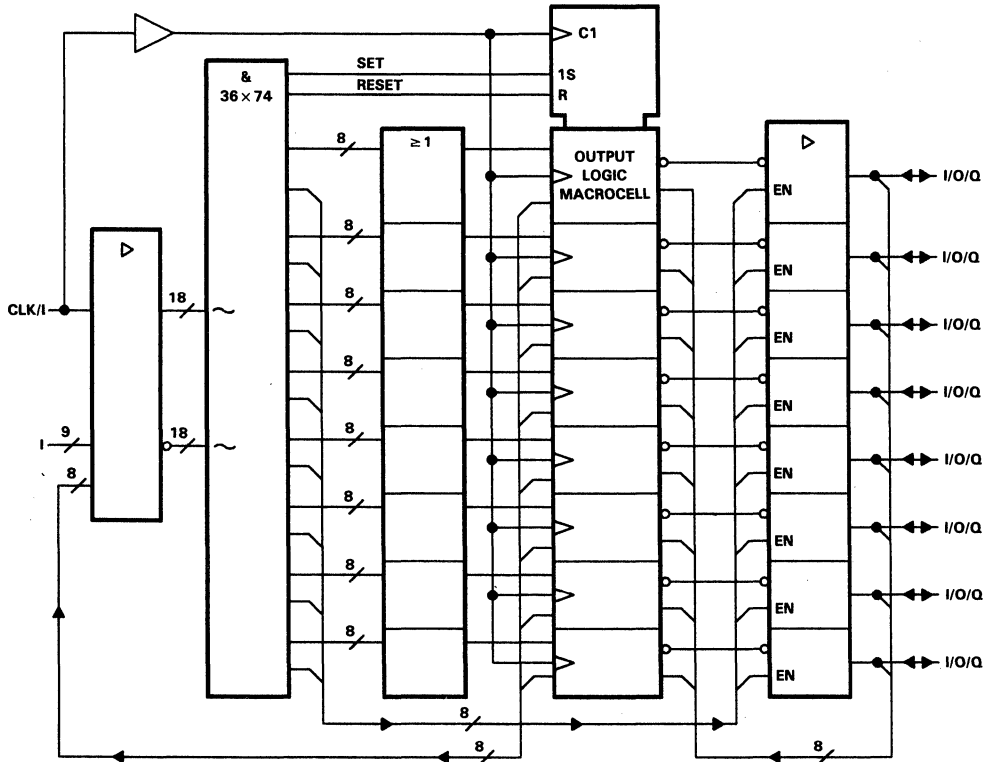 C1
SET
1S
RESET
R
&
36 × 74
8
≥ 1
OUTPUT
LOGIC
MACROCELL
EN
I/O/Q
8
EN
I/O/Q
CLK/I
18
8
EN
I/O/Q
8
EN
I/O/Q
I
9
18
8
EN
I/O/Q
8
8
EN
I/O/Q
8
EN
I/O/Q
8
EN
I/O/Q
8
8
8